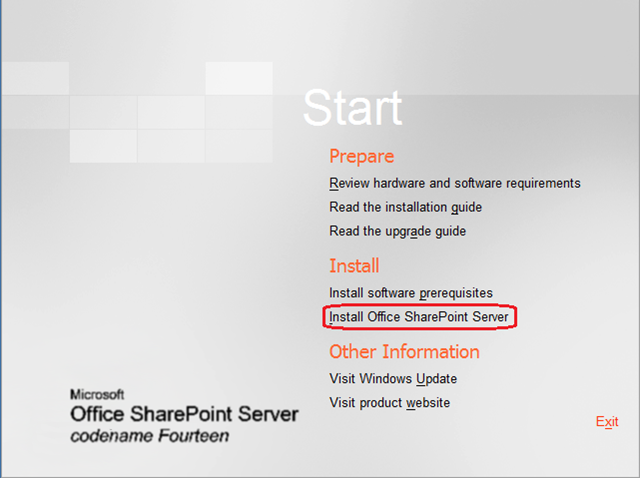 Start
Prepare
Review hardware and software requirements
Read the installation guide
Read the upgrade guide
Install
Install software prerequisites
Install Office SharePoint Server
Other Information
Visit Windows Update
Visit product website
Microsoft
Office SharePoint Server
codename Fourteen
Exit